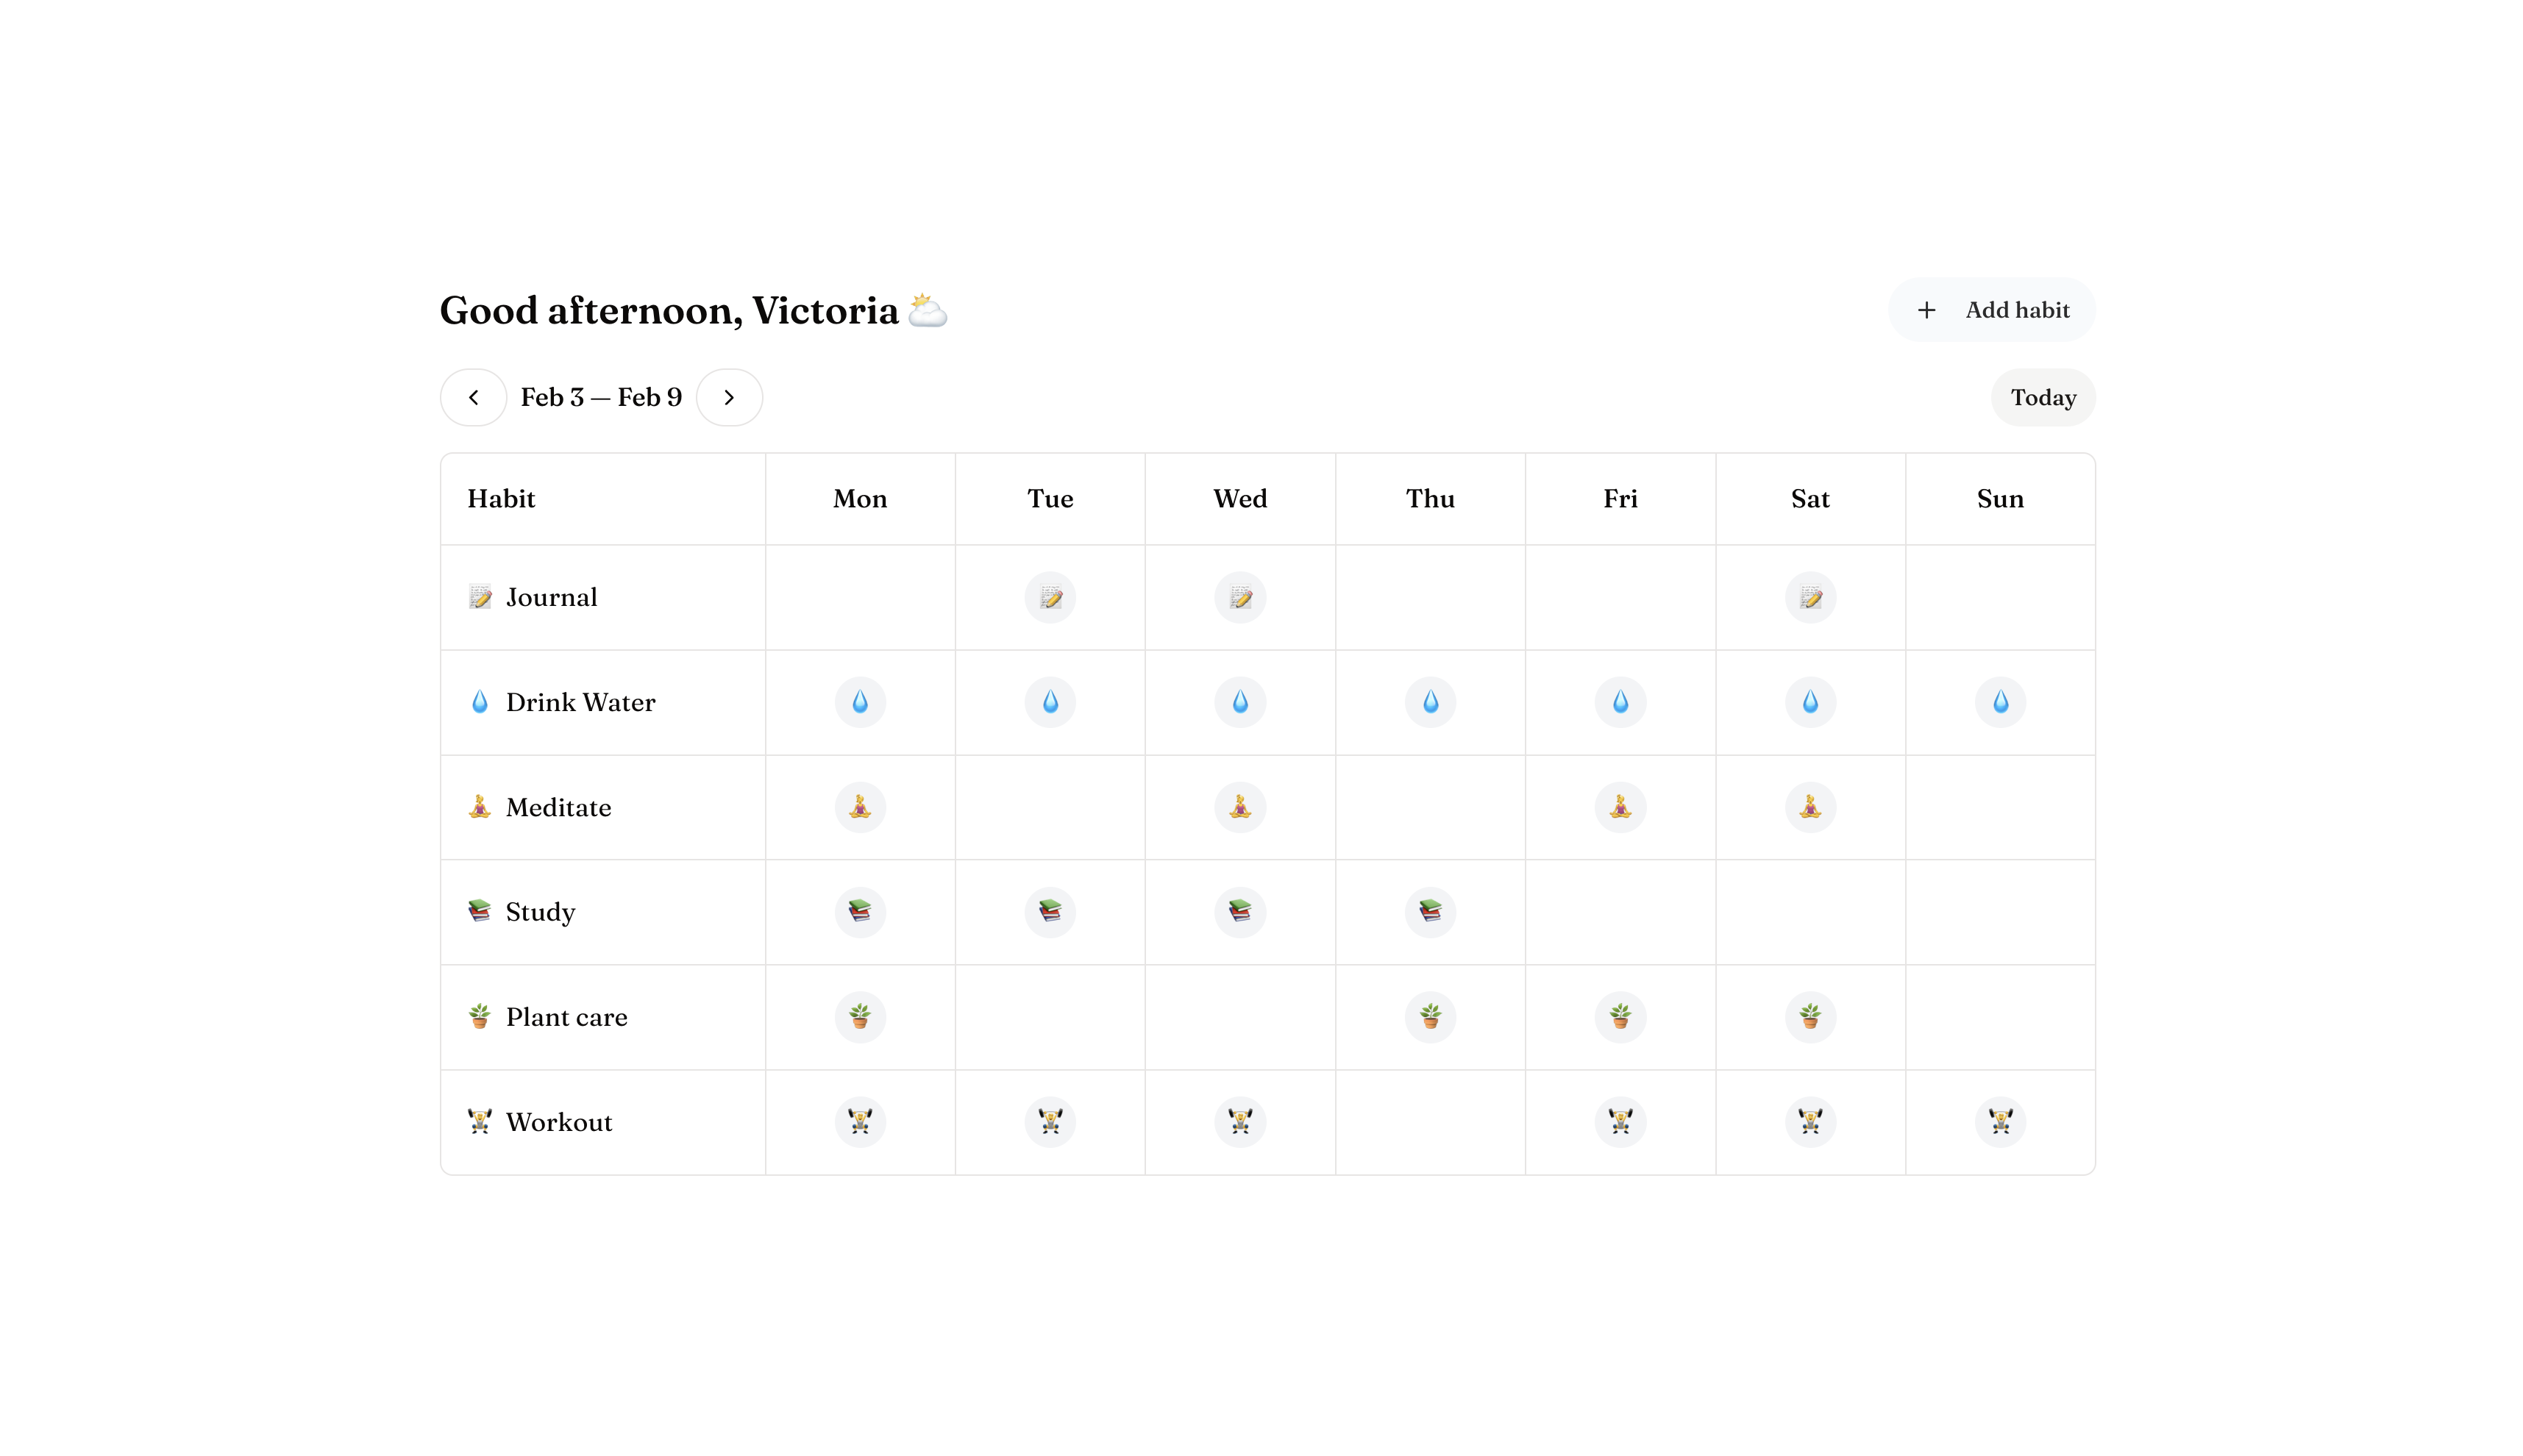 Good afternoon, Victoria
Add habit
Feb 3 — Feb 9
Today
Habit Mon Tue Wed Thu Fri Sat Sun
Journal
Drink Water
Meditate
Study
Plant care
Workout